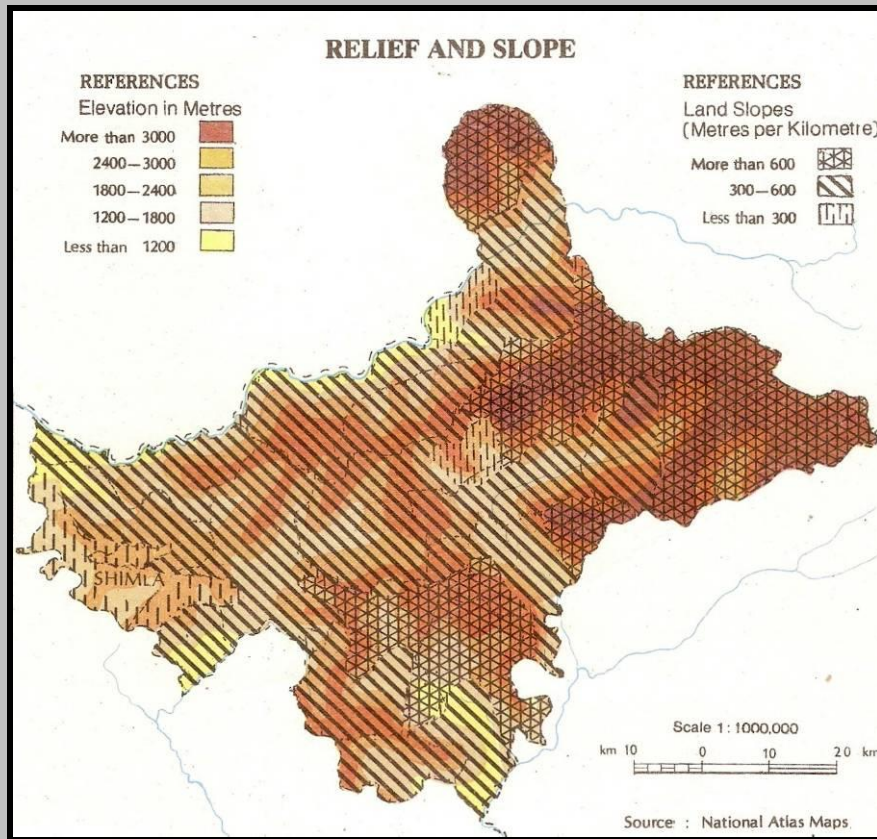 RELIEF AND SLOPE
REFERENCES
Elevation in Metres
More than 3000
2400—3000
1800—2400
1200—1800
Less than 1200
REFERENCES
Land Slopes
(Metres per Kilometre)
More than 600
300—600
Less than 300
SHIMLA
Scale 1: 1000,000
km 10 0 10 20 km
Source : National Atlas Maps.